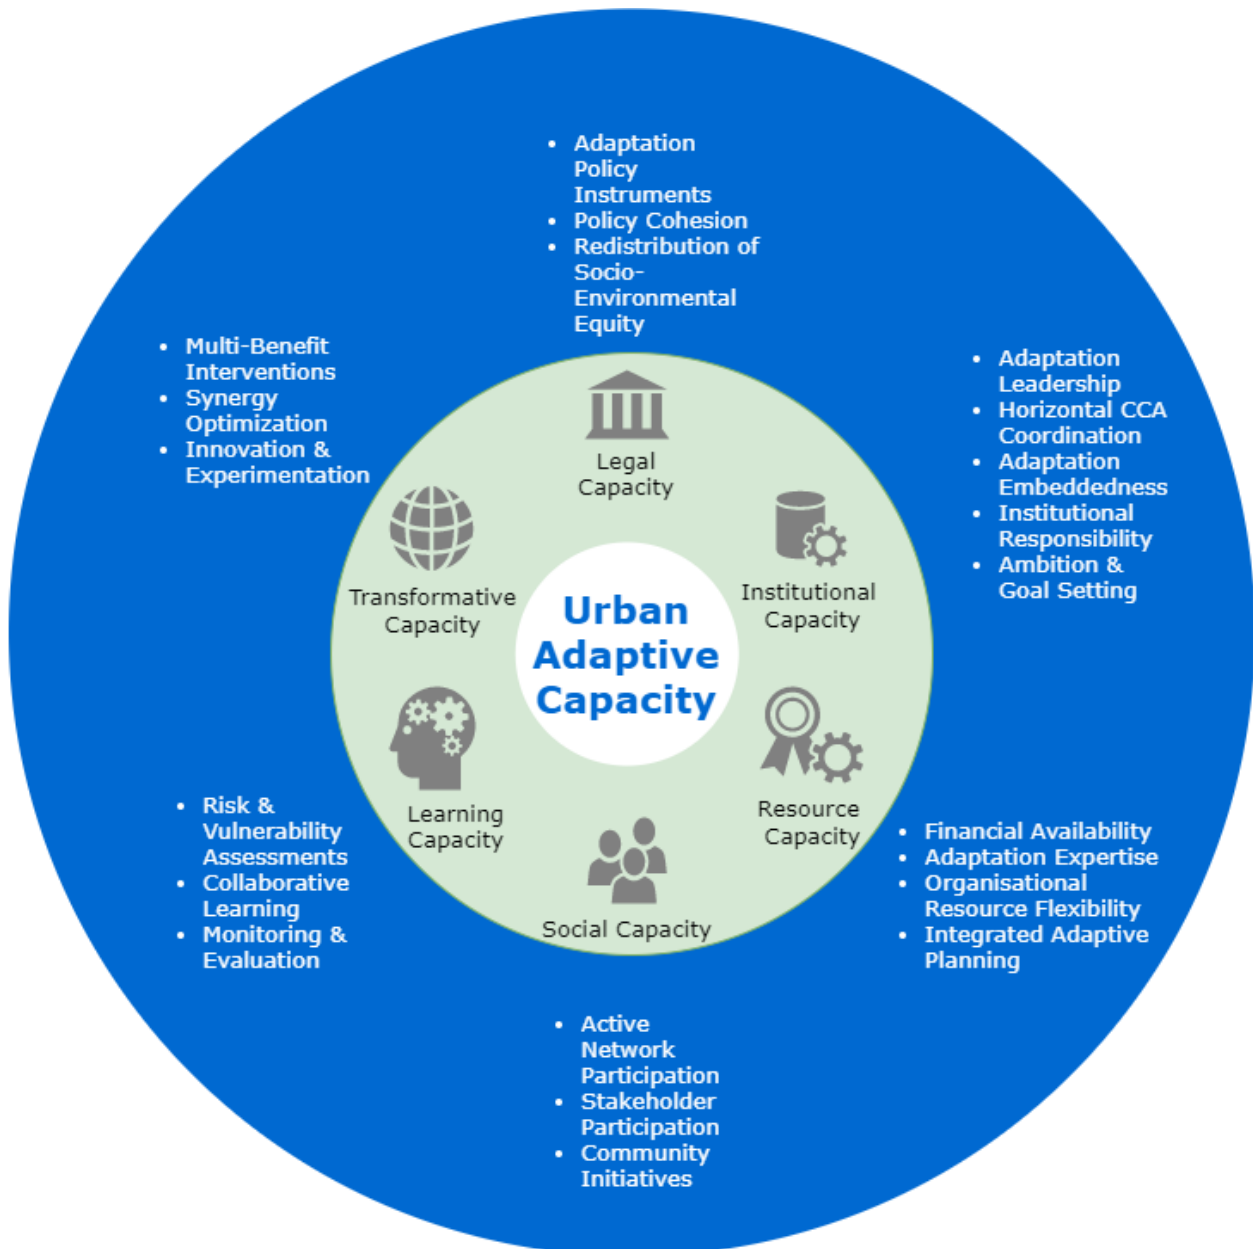 • Adaptation
Policy
Instruments
• Policy Cohesion
• Redistribution of
Socio-
Environmental
Equity
• Multi-Benefit
Interventions
• Synergy
Optimization
• Innovation &
Experimentation
• Adaptation
Leadership
• Horizontal CCA
Coordination
• Adaptation
Embeddedness
• Institutional
Responsibility
• Ambition &
Goal Setting
Legal
Capacity
Transformative
Capacity
Institutional
Capacity
Urban
Adaptive
Capacity
Learning
Capacity
Resource
Capacity
Social Capacity
• Risk &
Vulnerability
Assessments
• Collaborative
Learning
• Monitoring &
Evaluation
• Financial Availability
• Adaptation Expertise
• Organisational
Resource Flexibility
• Integrated Adaptive
Planning
• Active
Network
Participation
• Stakeholder
Participation
• Community
Initiatives